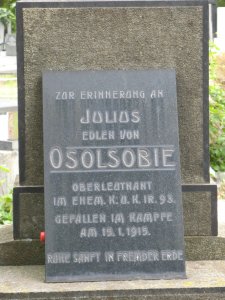 ZUR ERINNERUNG AN
JULIUS
EDLEN VON
OSOLSOBIE
OBERLEUTNANT
IM EHEM. K.U.K. IR. 93.
GEFALLEN IM KAMPFE
AM 15.1.1915.
RUHE SANFT IN FREMDER ERDE